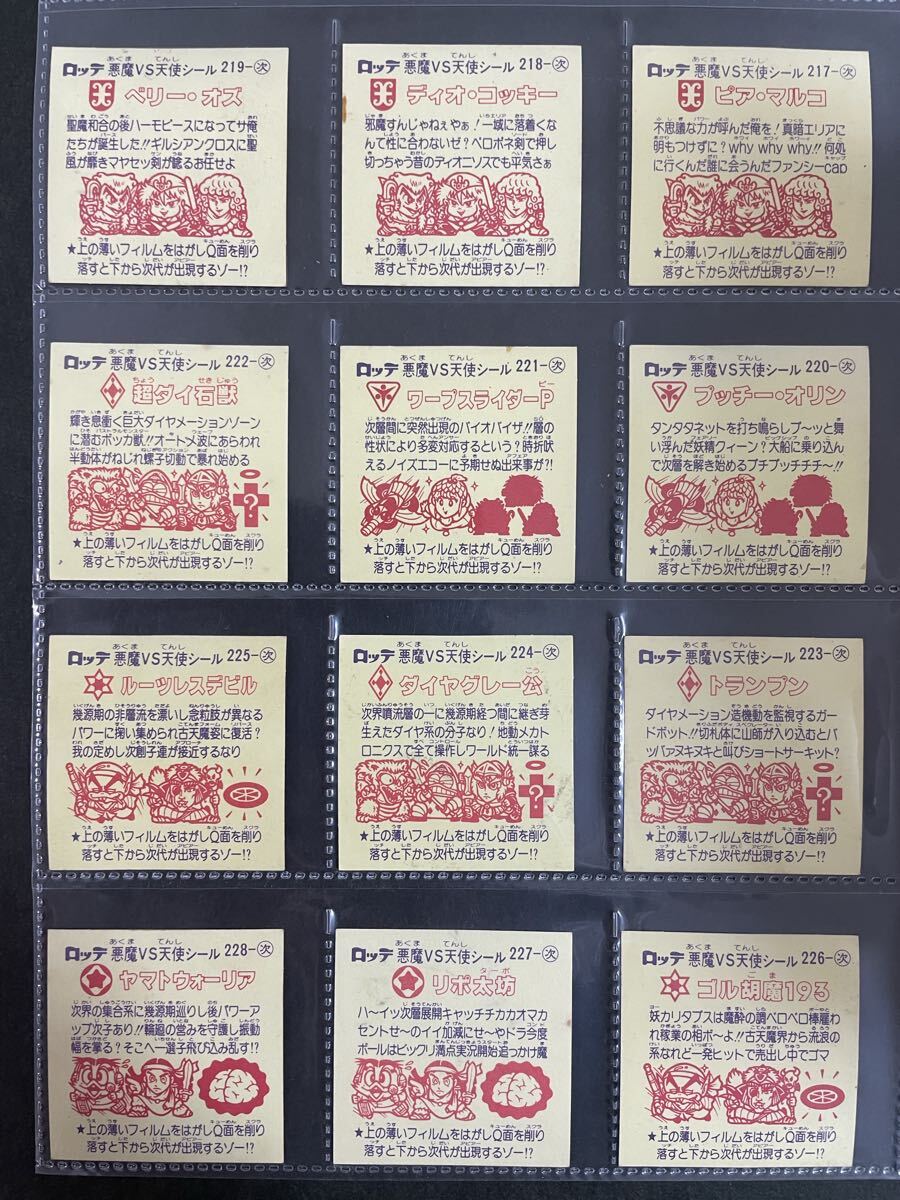 ロッテ 悪魔VS天使シール 219-次
ペリー・オズ
聖魔和合の後ハーモピースになってサ俺
たちが誕生した!!ギルシアンクロスに聖
風が靡きマヤセッ剣が唸るお任せよ
★上の薄いフィルムをはがしQ面を削り
落すと下から次代が出現するゾー!?
ロッテ 悪魔VS天使シール 218-次
ディオ・コッキー
邪魔すんじゃねぇやぁ!一域に落着くな
んて性に合わないゼ?ペロポネ剣で押し
切っちゃう昔のディオニソスでも平気さぁ
★上の薄いフィルムをはがしQ面を削り
落すと下から次代が出現するゾー!?
ロッテ 悪魔VS天使シール 217-次
ピア・マルコ
不思議な力が呼んだ俺を!真暗エリアに
明もつけずに?why why why!!何処
に行くんだ誰に会うんだファンシーcap
★上の薄いフィルムをはがしQ面を削り
落すと下から次代が出現するゾー!?
ロッテ 悪魔VS天使シール 222-次
超ダイ石獣
輝き息衝く巨大ダイヤメーションゾーン
に潜むボッカ獣!!オートメ波にあらわれ
半動体がねじれ螺子切動で暴れ始める
★上の薄いフィルムをはがしQ面を削り
落すと下から次代が出現するゾー!?
ロッテ 悪魔VS天使シール 221-次
ワープスライダーP
次層間に突然出現のバイオバイザ!!層の
性状により多変対応するという?時折吠
えるノイズエコーに予期せぬ出来事が?!
★上の薄いフィルムをはがしQ面を削り
落すと下から次代が出現するゾー!?
ロッテ 悪魔VS天使シール 220-次
プッチー・オリン
タンタタネットを打ち鳴らしブ〜ッと舞
い浮んだ妖精クィーン?大船に乗り込ん
で次層を解き始めるプチプッチチチ〜!!
★上の薄いフィルムをはがしQ面を削り
落すと下から次代が出現するゾー!?
ロッテ 悪魔VS天使シール 225-次
ルーツレスデビル
幾源期の非層流を漂いし念粒鼓が異なる
パワーに掬い集められ古天魔姿に復活?
我の定めし次創子達が接近するなり
★上の薄いフィルムをはがしQ面を削り
落すと下から次代が出現するゾー!?
ロッテ 悪魔VS天使シール 224-次
ダイヤグレー公
次界噴流層の一に幾源期経つ間に継ぎ芽
生えたダイヤ系の分子なり!地動メカト
ロニクスで全て操作しワールド統一謀る
★上の薄いフィルムをはがしQ面を削り
落すと下から次代が出現するゾー!?
ロッテ 悪魔VS天使シール 223-次
トランプン
ダイヤメーション造機動を監視するガー
ドボット!!切札体に山師が入り込むとバ
ッバァヌキヌキと叫びショートサーキット?
★上の薄いフィルムをはがしQ面を削り
落すと下から次代が出現するゾー!?
ロッテ 悪魔VS天使シール 228-次
ヤマトウォーリア
次界の集合系に幾源期巡りし後パワーア
ップ次子あり!!輪廻の営みを守護し振動
幅を掌る?そこへ一選子飛び込み乱す!?
★上の薄いフィルムをはがしQ面を削り
落すと下から次代が出現するゾー!?
ロッテ 悪魔VS天使シール 227-次
リポ太坊
ハ〜イッ次層展開キャッチチカカオマカ
セントせ〜のイイ加減にせ〜やドラ今度
ボールはビックリ満点実況開始追っかけ魔
★上の薄いフィルムをはがしQ面を削り
落すと下から次代が出現するゾー!?
ロッテ 悪魔VS天使シール 226-次
ゴル胡魔193
妖カリダブスは魔酔の調ベロベロ棒雇わ
れ稼業の相ボ〜よ!!古天魔界から流浪の
系なれど一発ヒットで売出し中でゴマ
★上の薄いフィルムをはがしQ面を削り
落すと下から次代が出現するゾー!?